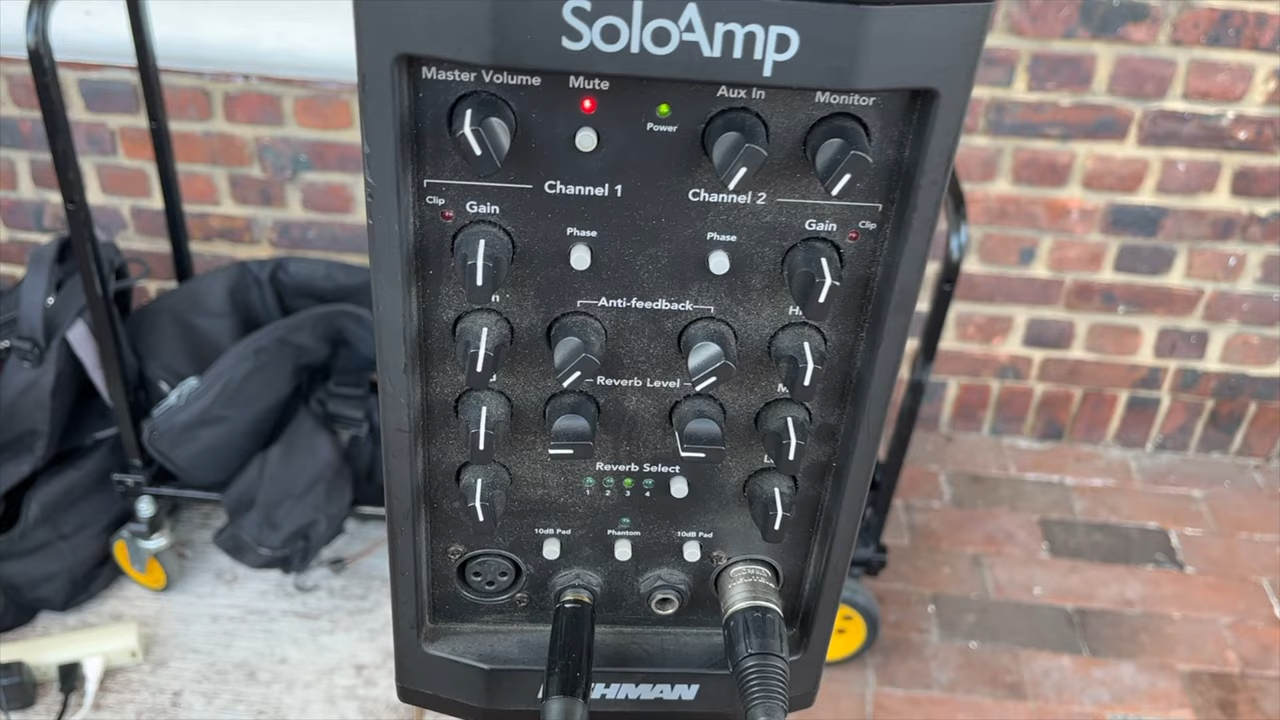 SoloAmp
Master Volume
Mute
Power
Aux In
Monitor
Channel 1
Channel 2
Clip
Gain
Phase
Phase
Gain
Clip
Anti-feedback
Reverb Level
Reverb Select
1 2 3 4
10dB Pad
Phantom
10dB Pad